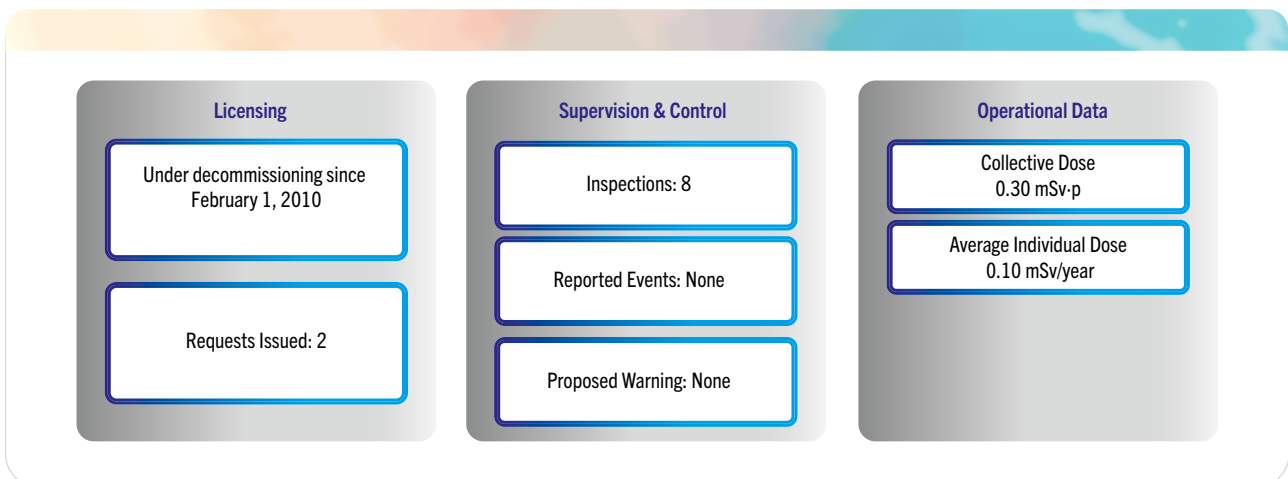 Licensing
Under decommissioning since
February 1, 2010
Requests Issued: 2
Supervision & Control
Inspections: 8
Reported Events: None
Proposed Warning: None
Operational Data
Collective Dose
0.30 mSv·p
Average Individual Dose
0.10 mSv/year